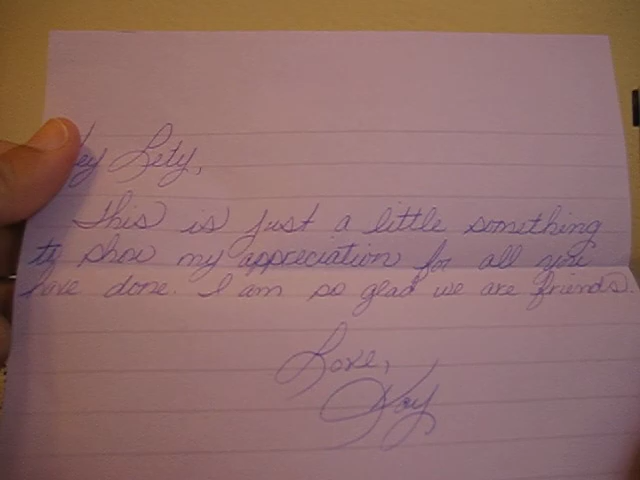 Hey Lety,
This is just a little something
to show my appreciation for all you
have done. I am so glad we are friends.
Love,